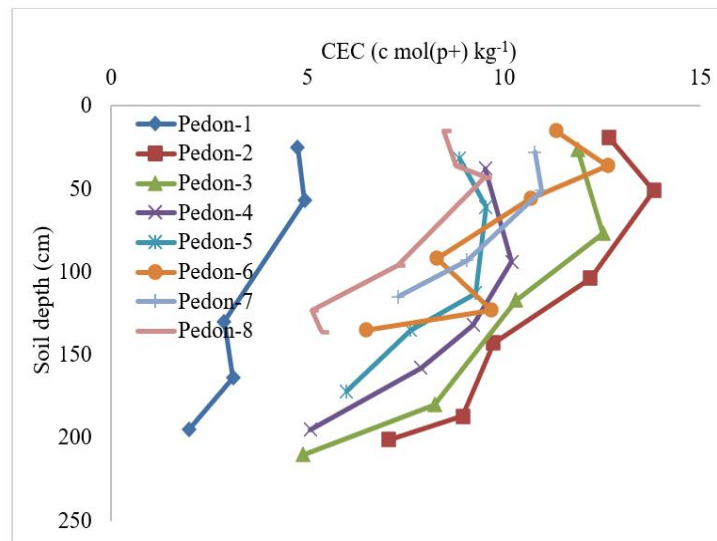 CEC (c mol(p+) kg⁻¹)
0 5 10 15
0
50
100
150
200
250
Soil depth (cm)
Pedon-1
Pedon-2
Pedon-3
Pedon-4
Pedon-5
Pedon-6
Pedon-7
Pedon-8